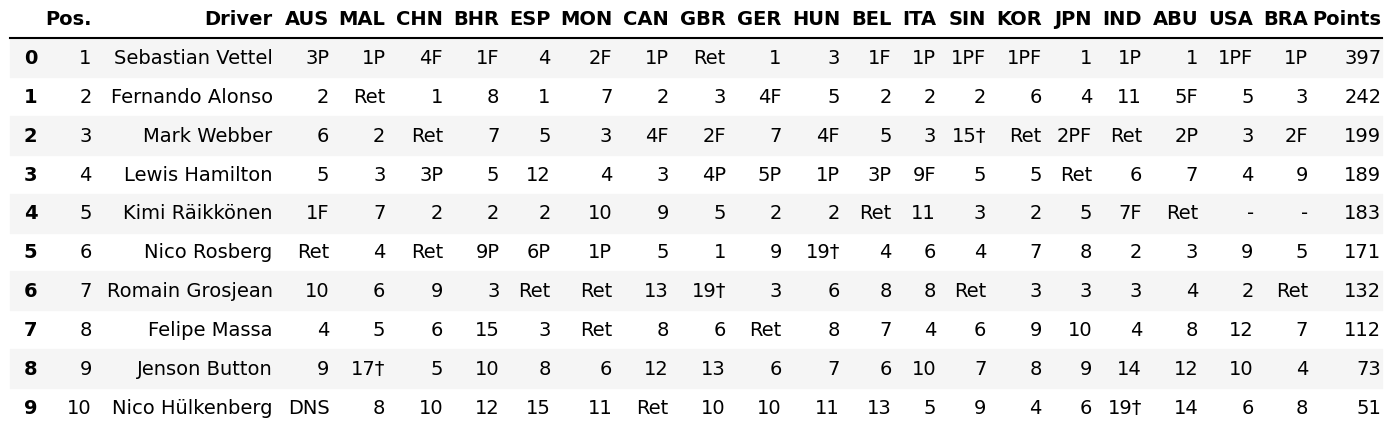 Pos. Driver AUS MAL CHN BHR ESP MON CAN GBR GER HUN BEL ITA SIN KOR JPN IND ABU USA BRA Points
0 1 Sebastian Vettel 3P 1P 4F 1F 4 2F 1P Ret 1 3 1F 1P 1PF 1PF 1 1P 1 1PF 1P 397
1 2 Fernando Alonso 2 Ret 1 8 1 7 2 3 4F 5 2 2 2 6 4 11 5F 5 3 242
2 3 Mark Webber 6 2 Ret 7 5 3 4F 2F 7 4F 5 3 15† Ret 2PF Ret 2P 3 2F 199
3 4 Lewis Hamilton 5 3 3P 5 12 4 3 4P 5P 1P 3P 9F 5 5 Ret 6 7 4 9 189
4 5 Kimi Räikkönen 1F 7 2 2 2 10 9 5 2 2 Ret 11 3 2 5 7F Ret - - 183
5 6 Nico Rosberg Ret 4 Ret 9P 6P 1P 5 1 9 19† 4 6 4 7 8 2 3 9 5 171
6 7 Romain Grosjean 10 6 9 3 Ret Ret 13 19† 3 6 8 8 Ret 3 3 3 4 2 Ret 132
7 8 Felipe Massa 4 5 6 15 3 Ret 8 6 Ret 8 7 4 6 9 10 4 8 12 7 112
8 9 Jenson Button 9 17† 5 10 8 6 12 13 6 7 6 10 7 8 9 14 12 10 4 73
9 10 Nico Hülkenberg DNS 8 10 12 15 11 Ret 10 10 11 13 5 9 4 6 19† 14 6 8 51